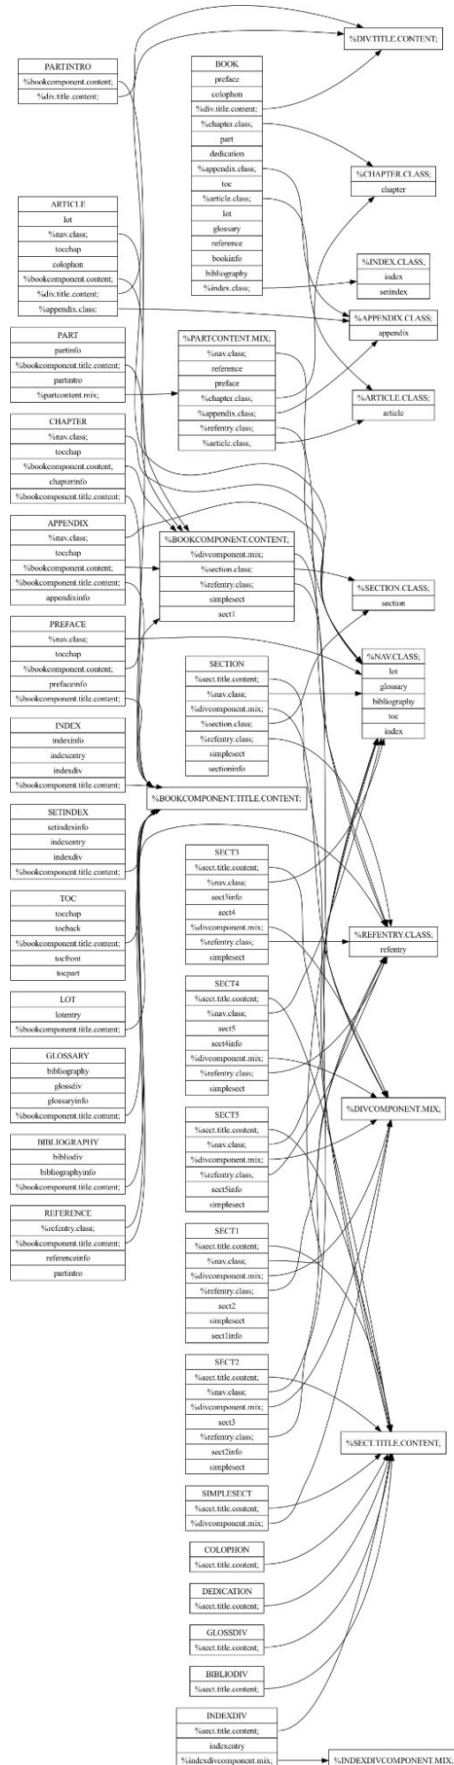 PARTINTRO
%bookcomponent.content;
%div.title.content;
ARTICLE
lot
%nav.class;
tocchap
colophon
%bookcomponent.content;
%div.title.content;
%appendix.class;
PART
partinfo
%bookcomponent.title.content;
partintro
%partcontent.mix;
CHAPTER
%nav.class;
tocchap
%bookcomponent.content;
chapterinfo
%bookcomponent.title.content;
APPENDIX
%nav.class;
tocchap
%bookcomponent.content;
%bookcomponent.title.content;
appendixinfo
PREFACE
%nav.class;
tocchap
%bookcomponent.content;
prefaceinfo
%bookcomponent.title.content;
INDEX
indexinfo
indexentry
indexdiv
%bookcomponent.title.content;
SETINDEX
setindexinfo
indexentry
indexdiv
%bookcomponent.title.content;
TOC
tocchap
tocback
%bookcomponent.title.content;
tocfront
tocpart
LOT
lotentry
%bookcomponent.title.content;
GLOSSARY
bibliography
glossdiv
glossaryinfo
%bookcomponent.title.content;
BIBLIOGRAPHY
bibliodiv
bibliographyinfo
%bookcomponent.title.content;
REFERENCE
%refentry.class;
%bookcomponent.title.content;
referenceinfo
partintro
BOOK
preface
colophon
%div.title.content;
%chapter.class;
part
dedication
%appendix.class;
toc
%article.class;
lot
glossary
reference
bookinfo
bibliography
%index.class;
%PARTCONTENT.MIX;
%nav.class;
reference
preface
%chapter.class;
%appendix.class;
%refentry.class;
%article.class;
%BOOKCOMPONENT.CONTENT;
%divcomponent.mix;
%section.class;
%refentry.class;
simplesect
sect1
SECTION
%sect.title.content;
%nav.class;
%divcomponent.mix;
%section.class;
%refentry.class;
simplesect
sectioninfo
%BOOKCOMPONENT.TITLE.CONTENT;
SECT3
%sect.title.content;
%nav.class;
sect3info
sect4
%divcomponent.mix;
%refentry.class;
simplesect
SECT4
%sect.title.content;
%nav.class;
sect5
sect4info
%divcomponent.mix;
%refentry.class;
simplesect
SECT5
%sect.title.content;
%nav.class;
%divcomponent.mix;
%refentry.class;
sect5info
simplesect
SECT1
%sect.title.content;
%nav.class;
%divcomponent.mix;
%refentry.class;
sect2
simplesect
sect1info
SECT2
%sect.title.content;
%nav.class;
%divcomponent.mix;
sect3
%refentry.class;
sect2info
simplesect
SIMPLESECT
%sect.title.content;
%divcomponent.mix;
COLOPHON
%sect.title.content;
DEDICATION
%sect.title.content;
GLOSSDIV
%sect.title.content;
BIBLIODIV
%sect.title.content;
INDEXDIV
%sect.title.content;
indexentry
%indexdivcomponent.mix;
%DIV.TITLE.CONTENT;
%CHAPTER.CLASS;
chapter
%INDEX.CLASS;
index
setindex
%APPENDIX.CLASS;
appendix
%ARTICLE.CLASS;
article
%SECTION.CLASS;
section
%NAV.CLASS;
lot
glossary
bibliography
toc
index
%REFENTRY.CLASS;
refentry
%DIVCOMPONENT.MIX;
%SECT.TITLE.CONTENT;
%INDEXDIVCOMPONENT.MIX;